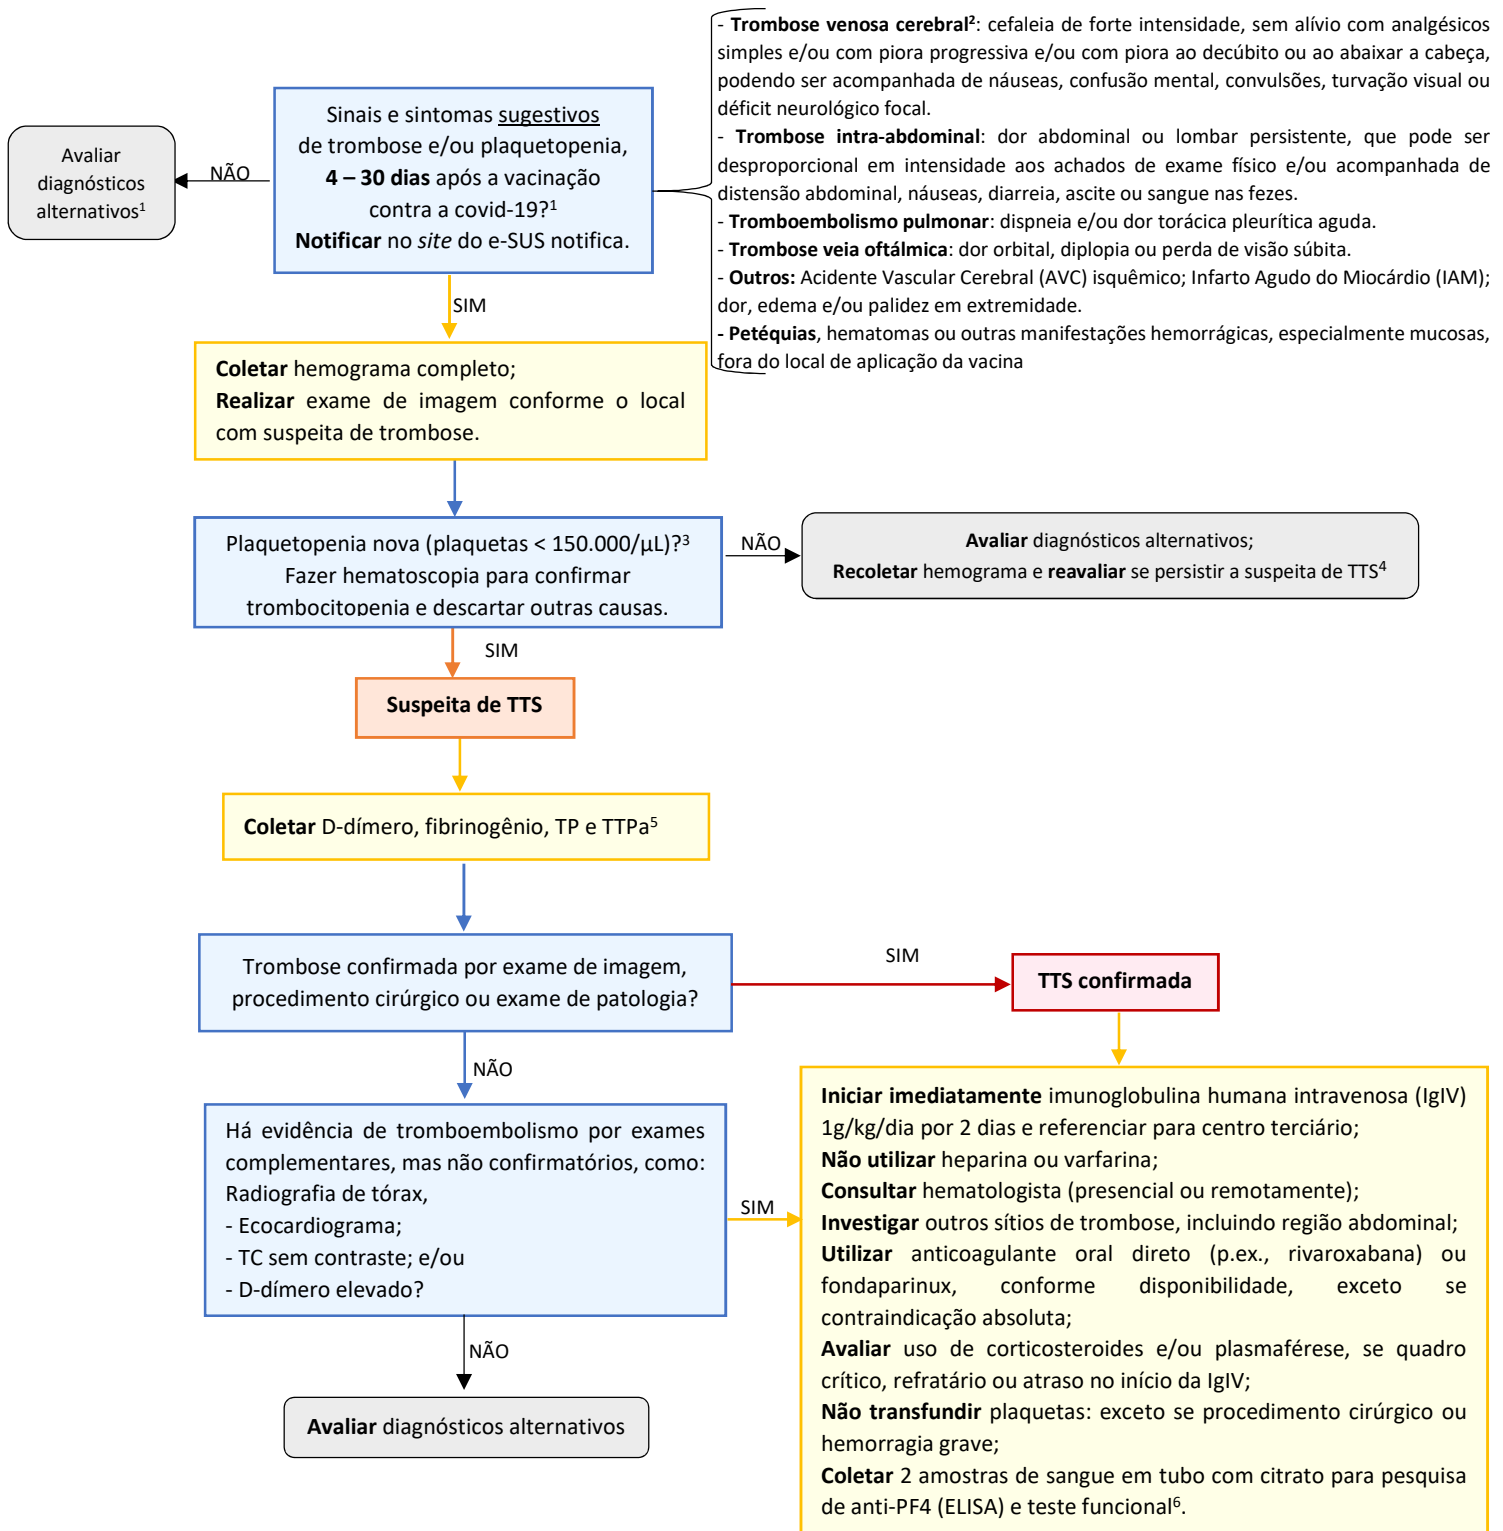 - Trombose venosa cerebral²: cefaleia de forte intensidade, sem alívio com analgésicos
simples e/ou com piora progressiva e/ou com piora ao decúbito ou ao abaixar a cabeça,
podendo ser acompanhada de náuseas, confusão mental, convulsões, turvação visual ou
déficit neurológico focal.
- Trombose intra-abdominal: dor abdominal ou lombar persistente, que pode ser
desproporcional em intensidade aos achados de exame físico e/ou acompanhada de
distensão abdominal, náuseas, diarreia, ascite ou sangue nas fezes.
- Tromboembolismo pulmonar: dispneia e/ou dor torácica pleurítica aguda.
- Trombose veia oftálmica: dor orbital, diplopia ou perda de visão súbita.
- Outros: Acidente Vascular Cerebral (AVC) isquêmico; Infarto Agudo do Miocárdio (IAM);
dor, edema e/ou palidez em extremidade.
- Petéquias, hematomas ou outras manifestações hemorrágicas, especialmente mucosas,
fora do local de aplicação da vacina
Sinais e sintomas sugestivos
de trombose e/ou plaquetopenia,
4 – 30 dias após a vacinação
contra a covid-19?¹
Notificar no site do e-SUS notifica.
NÃO
Avaliar
diagnósticos
alternativos¹
SIM
Coletar hemograma completo;
Realizar exame de imagem conforme o local
com suspeita de trombose.
Plaquetopenia nova (plaquetas < 150.000/µL)?³
Fazer hematoscopia para confirmar
trombocitopenia e descartar outras causas.
NÃO
Avaliar diagnósticos alternativos;
Recoletar hemograma e reavaliar se persistir a suspeita de TTS⁴
SIM
Suspeita de TTS
Coletar D-dímero, fibrinogênio, TP e TTPa⁵
Trombose confirmada por exame de imagem,
procedimento cirúrgico ou exame de patologia?
SIM
TTS confirmada
NÃO
Há evidência de tromboembolismo por exames
complementares, mas não confirmatórios, como:
Radiografia de tórax,
- Ecocardiograma;
- TC sem contraste; e/ou
- D-dímero elevado?
SIM
Iniciar imediatamente imunoglobulina humana intravenosa (IgIV)
1g/kg/dia por 2 dias e referenciar para centro terciário;
Não utilizar heparina ou varfarina;
Consultar hematologista (presencial ou remotamente);
Investigar outros sítios de trombose, incluindo região abdominal;
Utilizar anticoagulante oral direto (p.ex., rivaroxabana) ou
fondaparinux, conforme disponibilidade, exceto se
contraindicação absoluta;
Avaliar uso de corticosteroides e/ou plasmaférese, se quadro
crítico, refratário ou atraso no início da IgIV;
Não transfundir plaquetas: exceto se procedimento cirúrgico ou
hemorragia grave;
Coletar 2 amostras de sangue em tubo com citrato para pesquisa
de anti-PF4 (ELISA) e teste funcional⁶.
NÃO
Avaliar diagnósticos alternativos